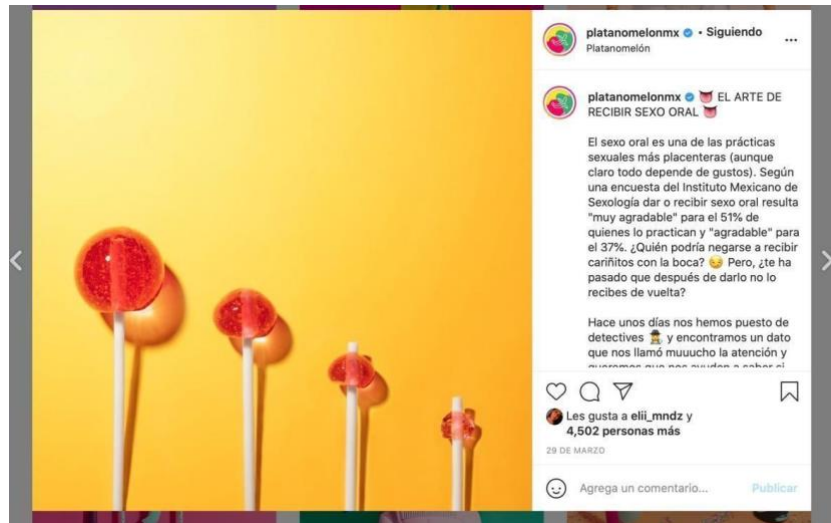 platanomelonmx • Siguiendo
Platanomelón
platanomelonmx EL ARTE DE
RECIBIR SEXO ORAL
El sexo oral es una de las prácticas
sexuales más placenteras (aunque
claro todo depende de gustos). Según
una encuesta del Instituto Mexicano de
Sexología dar o recibir sexo oral resulta
"muy agradable" para el 51% de
quienes lo practican y "agradable" para
el 37%. ¿Quién podría negarse a recibir
cariñitos con la boca? 😏 Pero, ¿te ha
pasado que después de darlo no lo
recibes de vuelta?
Hace unos días nos hemos puesto de
detectives y encontramos un dato
que nos llamó muuucho la atención y
Les gusta a elii_mndz y
4,502 personas más
29 DE MARZO
Agrega un comentario... Publicar